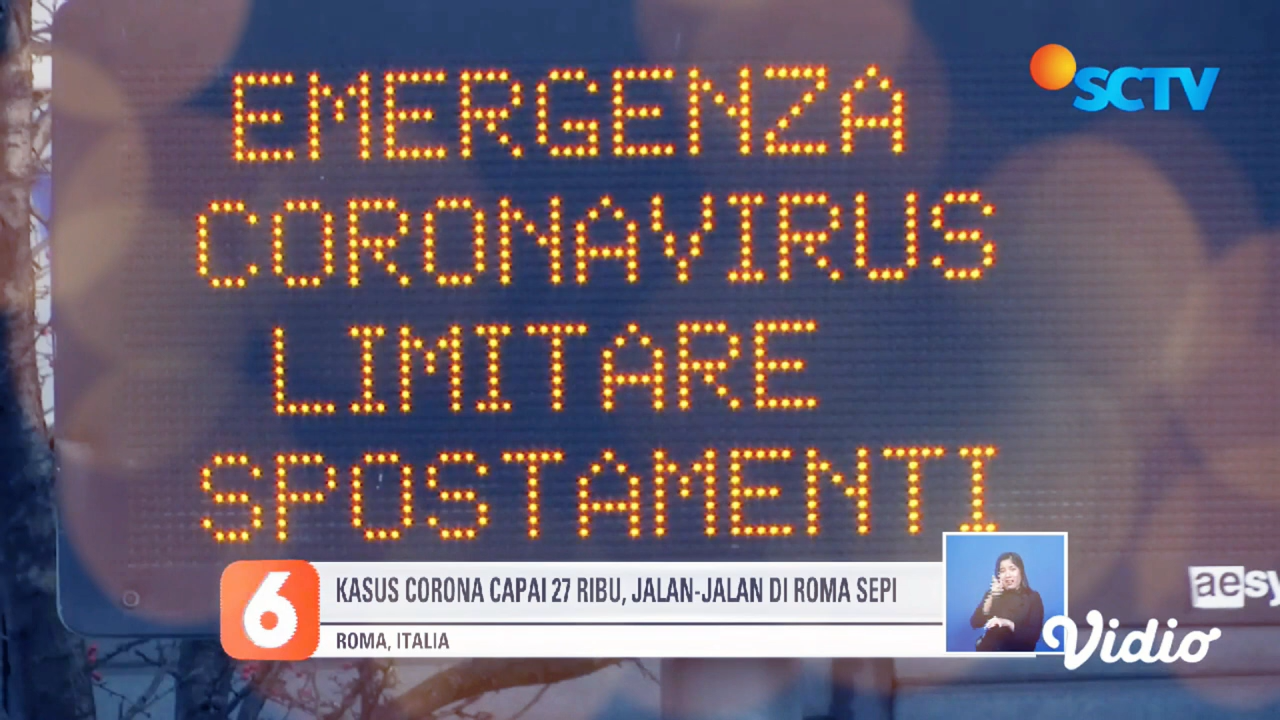 EMERGENZA
CORONAVIRUS
LIMITARE
SPOSTAMENTI
SCTV
6
KASUS CORONA CAPAI 27 RIBU, JALAN-JALAN DI ROMA SEPI
ROMA, ITALIA
aesy
Vidio